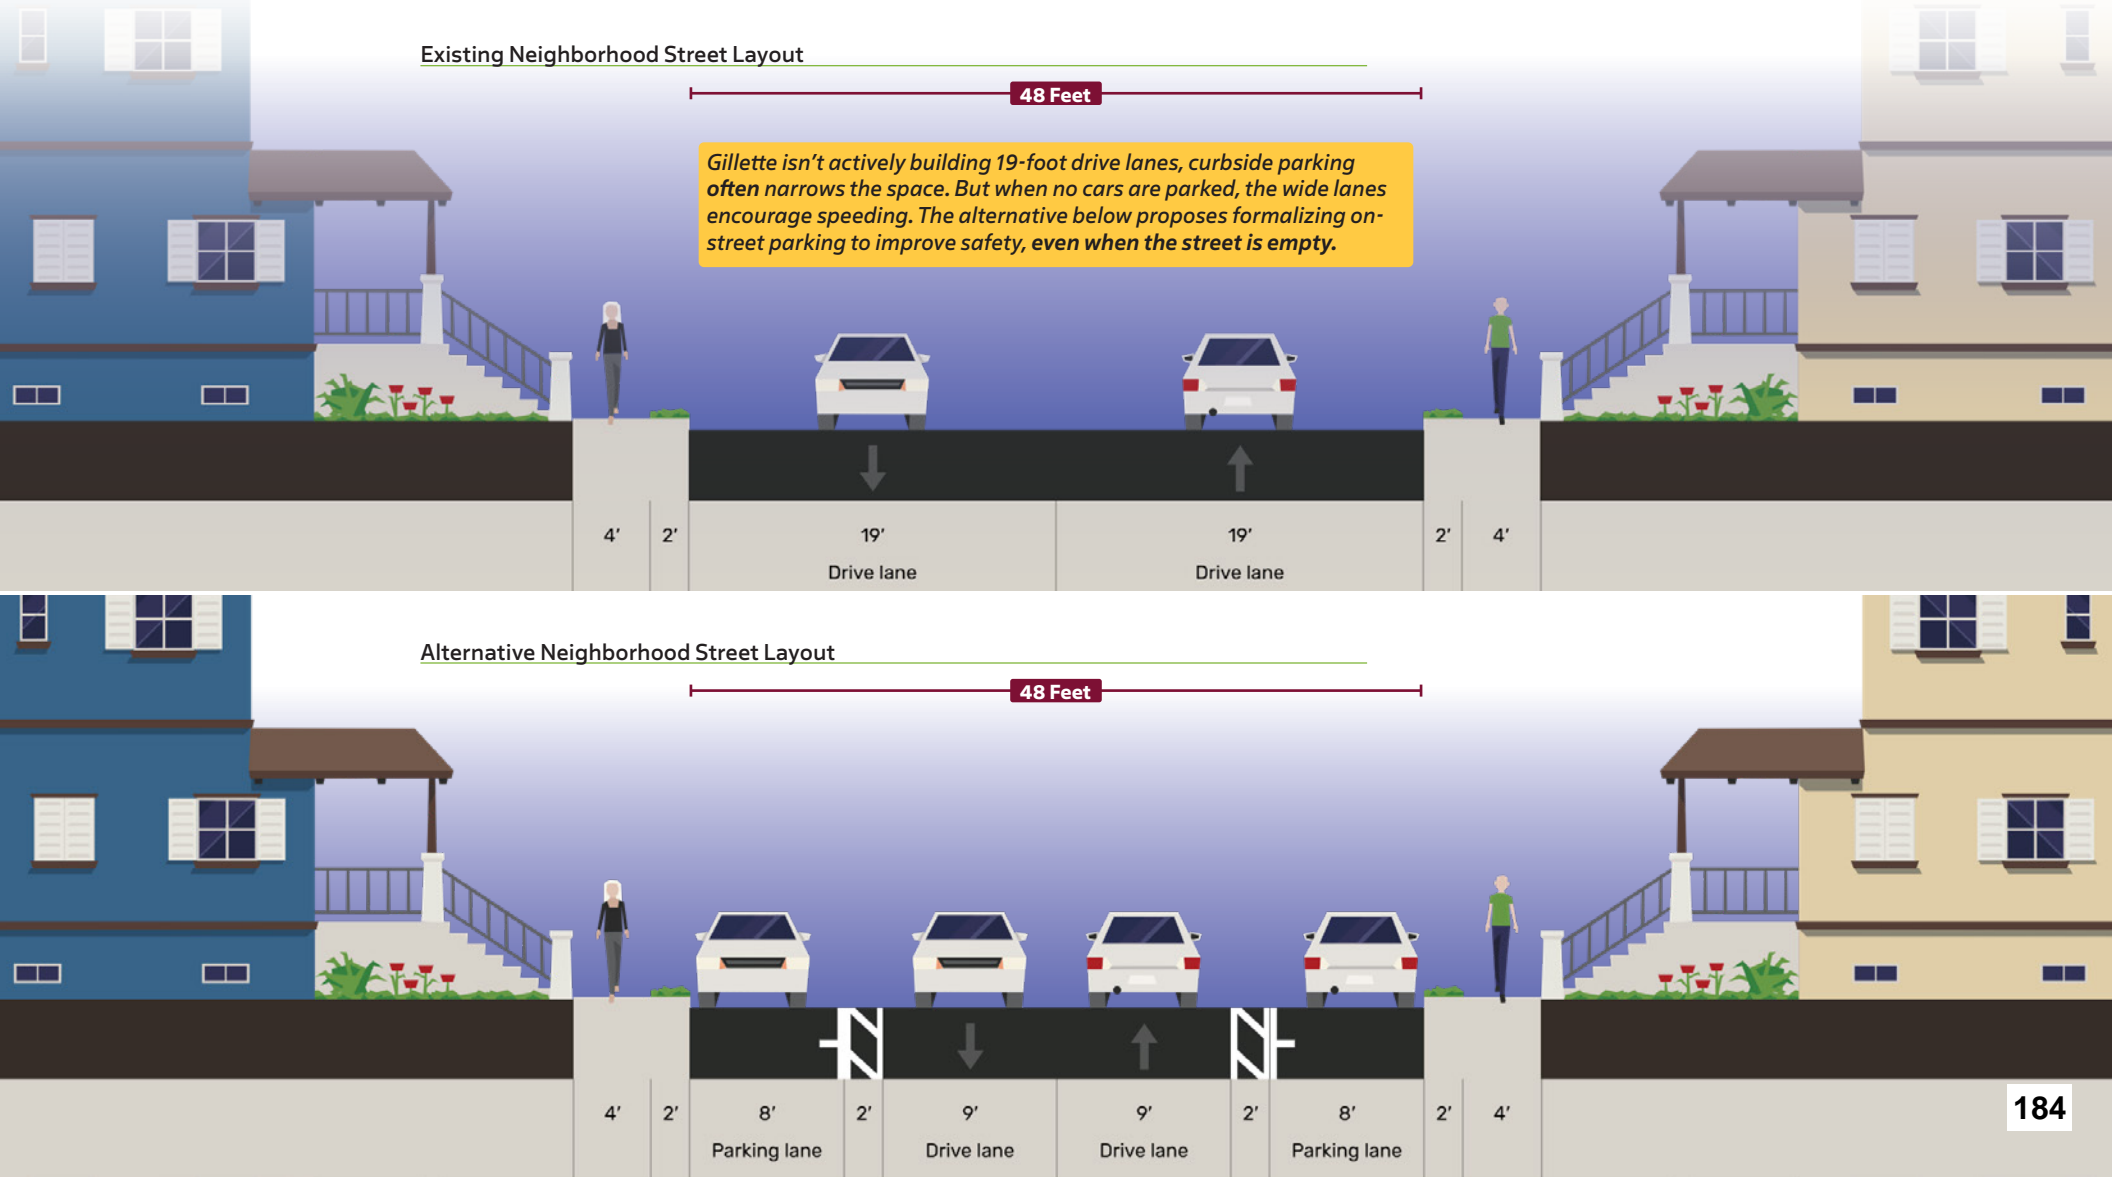 Existing Neighborhood Street Layout
48 Feet
Gillette isn't actively building 19-foot drive lanes, curbside parking
often narrows the space. But when no cars are parked, the wide lanes
encourage speeding. The alternative below proposes formalizing on-
street parking to improve safety, even when the street is empty.
4' 2' 19' 19' 2' 4'
Drive lane Drive lane
Alternative Neighborhood Street Layout
48 Feet
4' 2' 8' 2' 9' 9' 2' 8' 2' 4'
Parking lane Drive lane Drive lane Parking lane
184